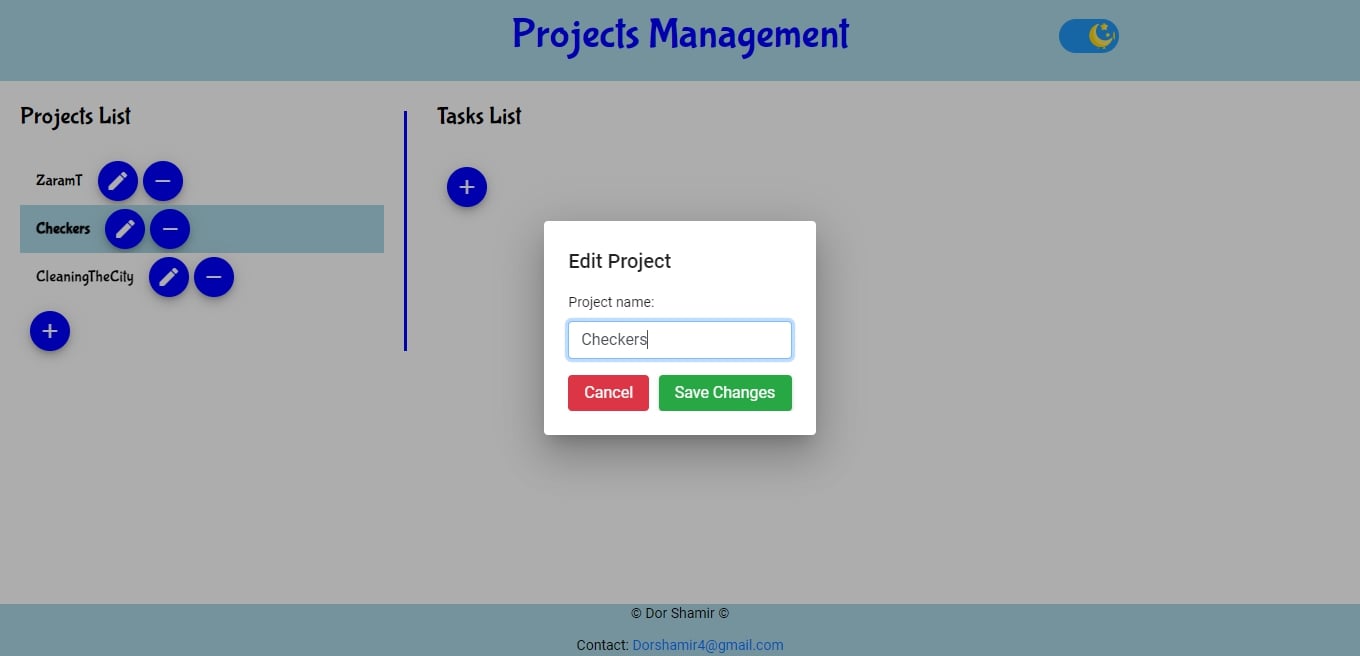 Projects Management
Projects List
Tasks List
ZaramT
Checkers
CleaningTheCity
Edit Project
Project name:
Checkers
Cancel
Save Changes
© Dor Shamir ©
Contact: Dorshamir4@gmail.com